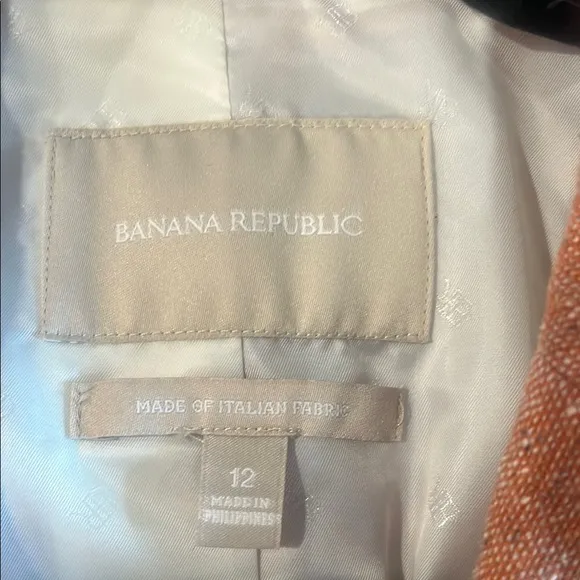 BANANA REPUBLIC
MADE OF ITALIAN FABRIC
12
MADE IN
PHILIPPINES